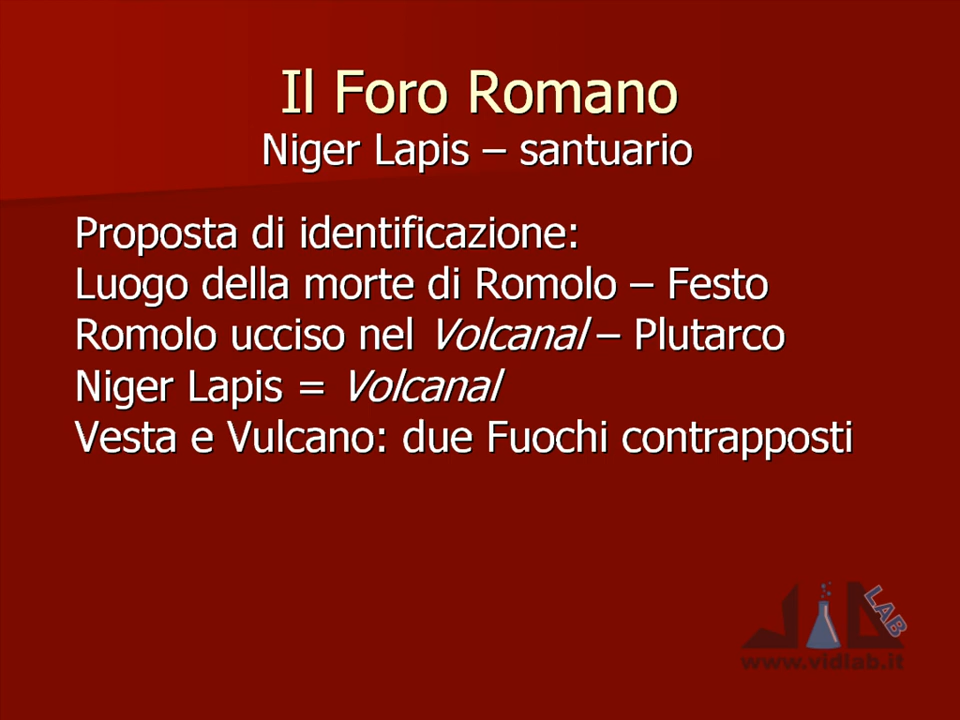 Il Foro Romano
Niger Lapis – santuario
Proposta di identificazione:
Luogo della morte di Romolo – Festo
Romolo ucciso nel Volcanal – Plutarco
Niger Lapis = Volcanal
Vesta e Vulcano: due Fuochi contrapposti
LAB
www.vidlab.it